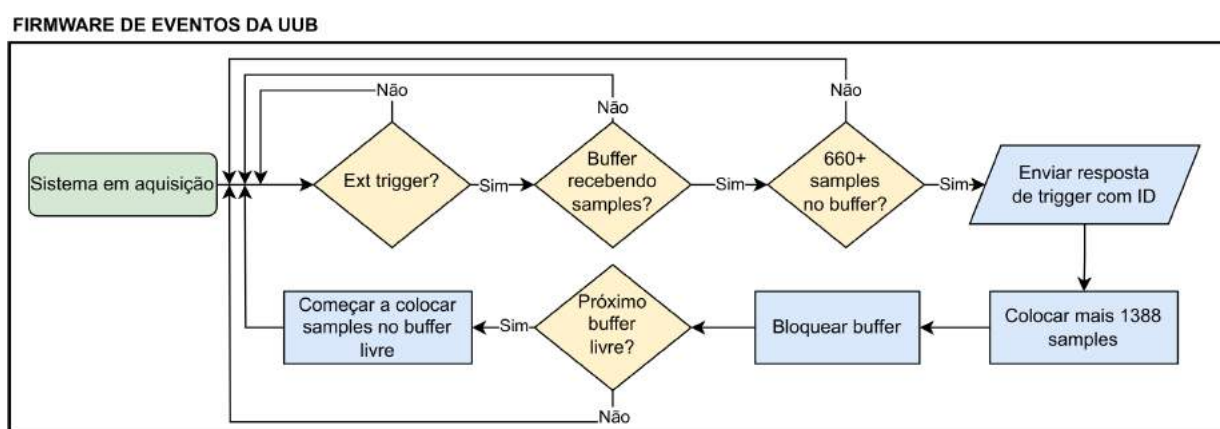 FIRMWARE DE EVENTOS DA UUB
Não
Não
Não
Sistema em aquisição
Ext trigger?
Sim
Buffer
recebendo
samples?
Sim
660+
samples
no buffer?
Sim
Enviar resposta
de trigger com ID
Começar a colocar
samples no buffer
livre
Sim
Próximo
buffer
livre?
Bloquear buffer
Colocar mais 1388
samples
Não